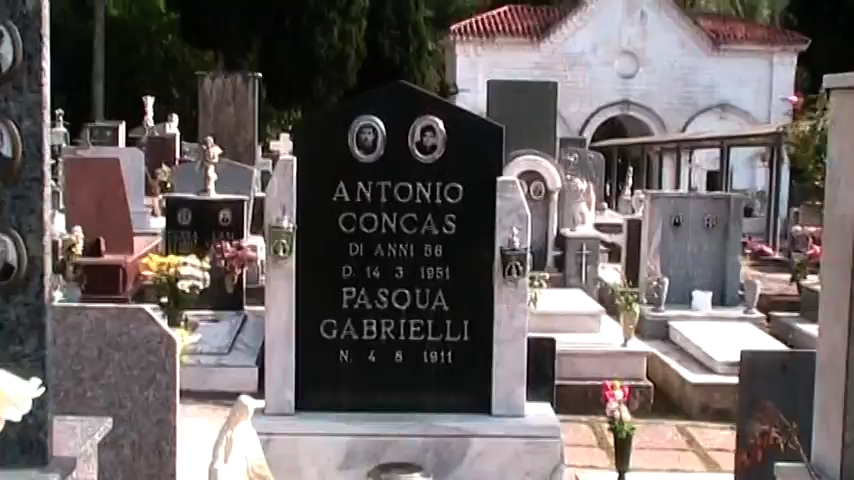 ANTONIO
CONCAS
DI ANNI 56
D. 14 3 1951
PASQUA
GABRIELLI
N. 4 8 1911